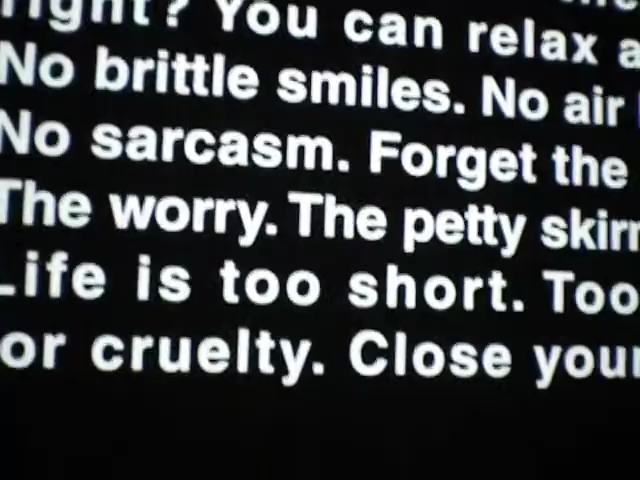 right? You can relax a
No brittle smiles. No air
No sarcasm. Forget the
The worry. The petty skirm
Life is too short. Too
or cruelty. Close your